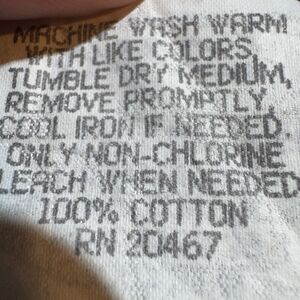 MACHINE WASH WARM
WITH LIKE COLORS,
TUMBLE DRY MEDIUM,
REMOVE PROMPTLY,
COOL IRON IF NEEDED.
ONLY NON-CHLORINE
LEACH WHEN NEEDED
100% COTTON
RN 20467